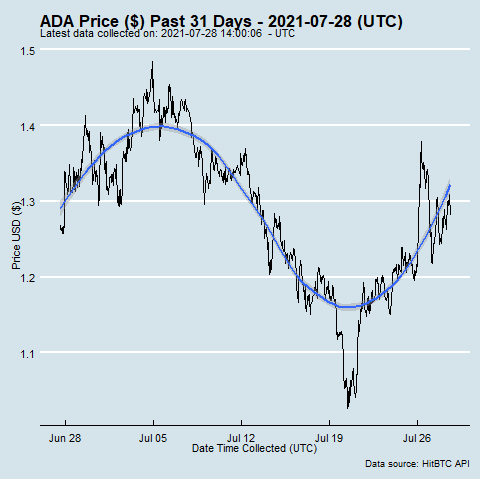 ADA Price ($) Past 31 Days - 2021-07-28 (UTC)
Latest data collected on: 2021-07-28 14:00:06 - UTC
1.5
1.4
1.3
1.2
1.1
Price USD ($)
Jun 28 Jul 05 Jul 12 Jul 19 Jul 26
Date Time Collected (UTC)
Data source: HitBTC API